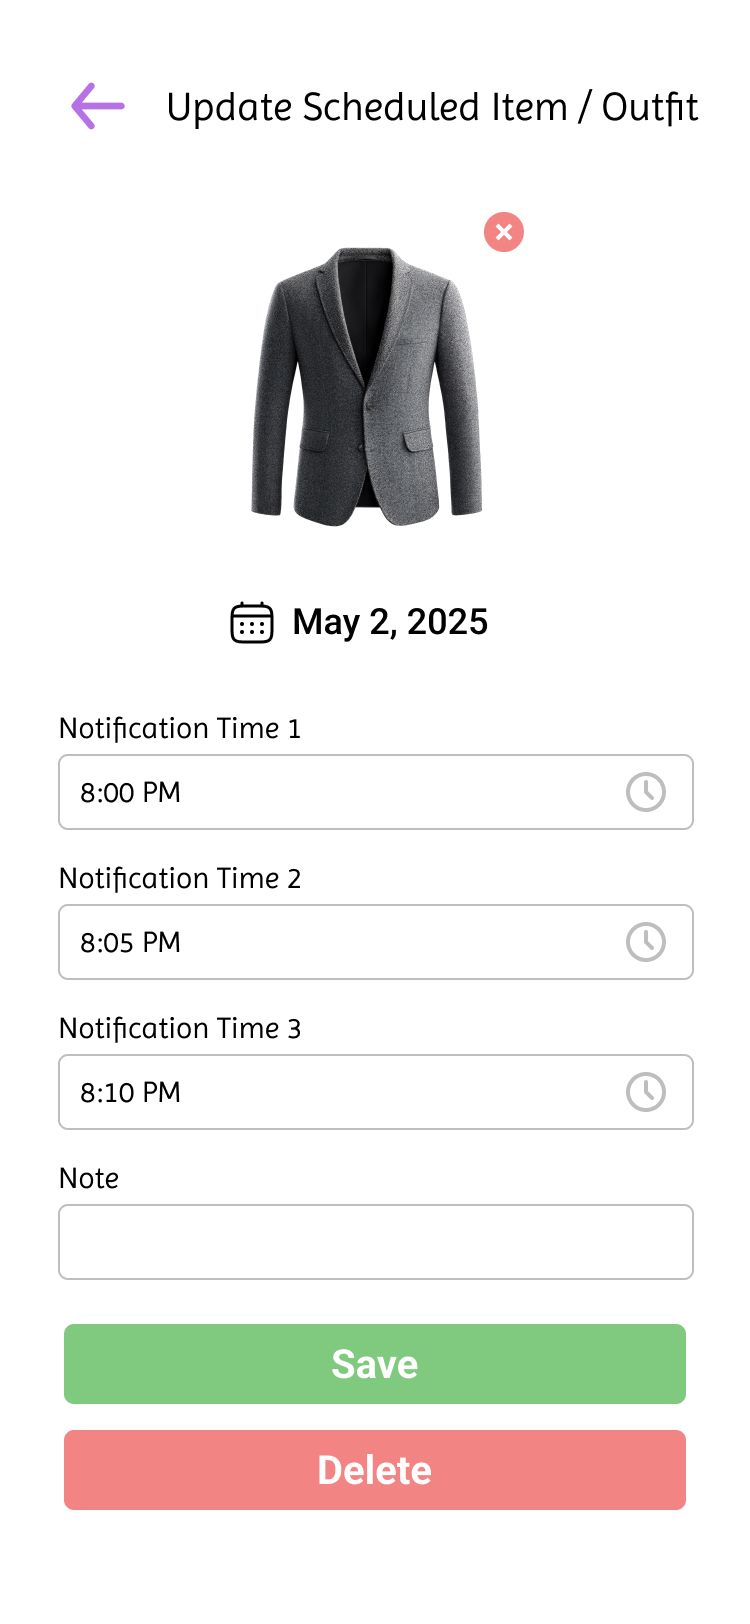 Update Scheduled Item / Outfit
May 2, 2025
Notification Time 1
8:00 PM
Notification Time 2
8:05 PM
Notification Time 3
8:10 PM
Note
Save
Delete